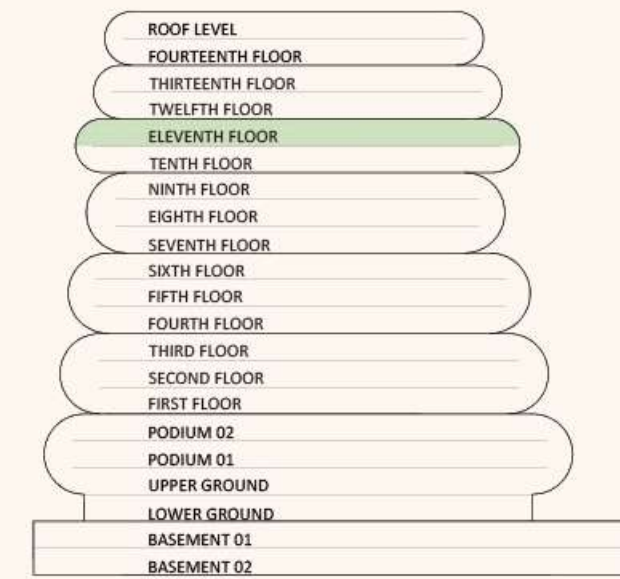 ROOF LEVEL
FOURTEENTH FLOOR
THIRTEENTH FLOOR
TWELFTH FLOOR
ELEVENTH FLOOR
TENTH FLOOR
NINTH FLOOR
EIGHTH FLOOR
SEVENTH FLOOR
SIXTH FLOOR
FIFTH FLOOR
FOURTH FLOOR
THIRD FLOOR
SECOND FLOOR
FIRST FLOOR
PODIUM 02
PODIUM 01
UPPER GROUND
LOWER GROUND
BASEMENT 01
BASEMENT 02